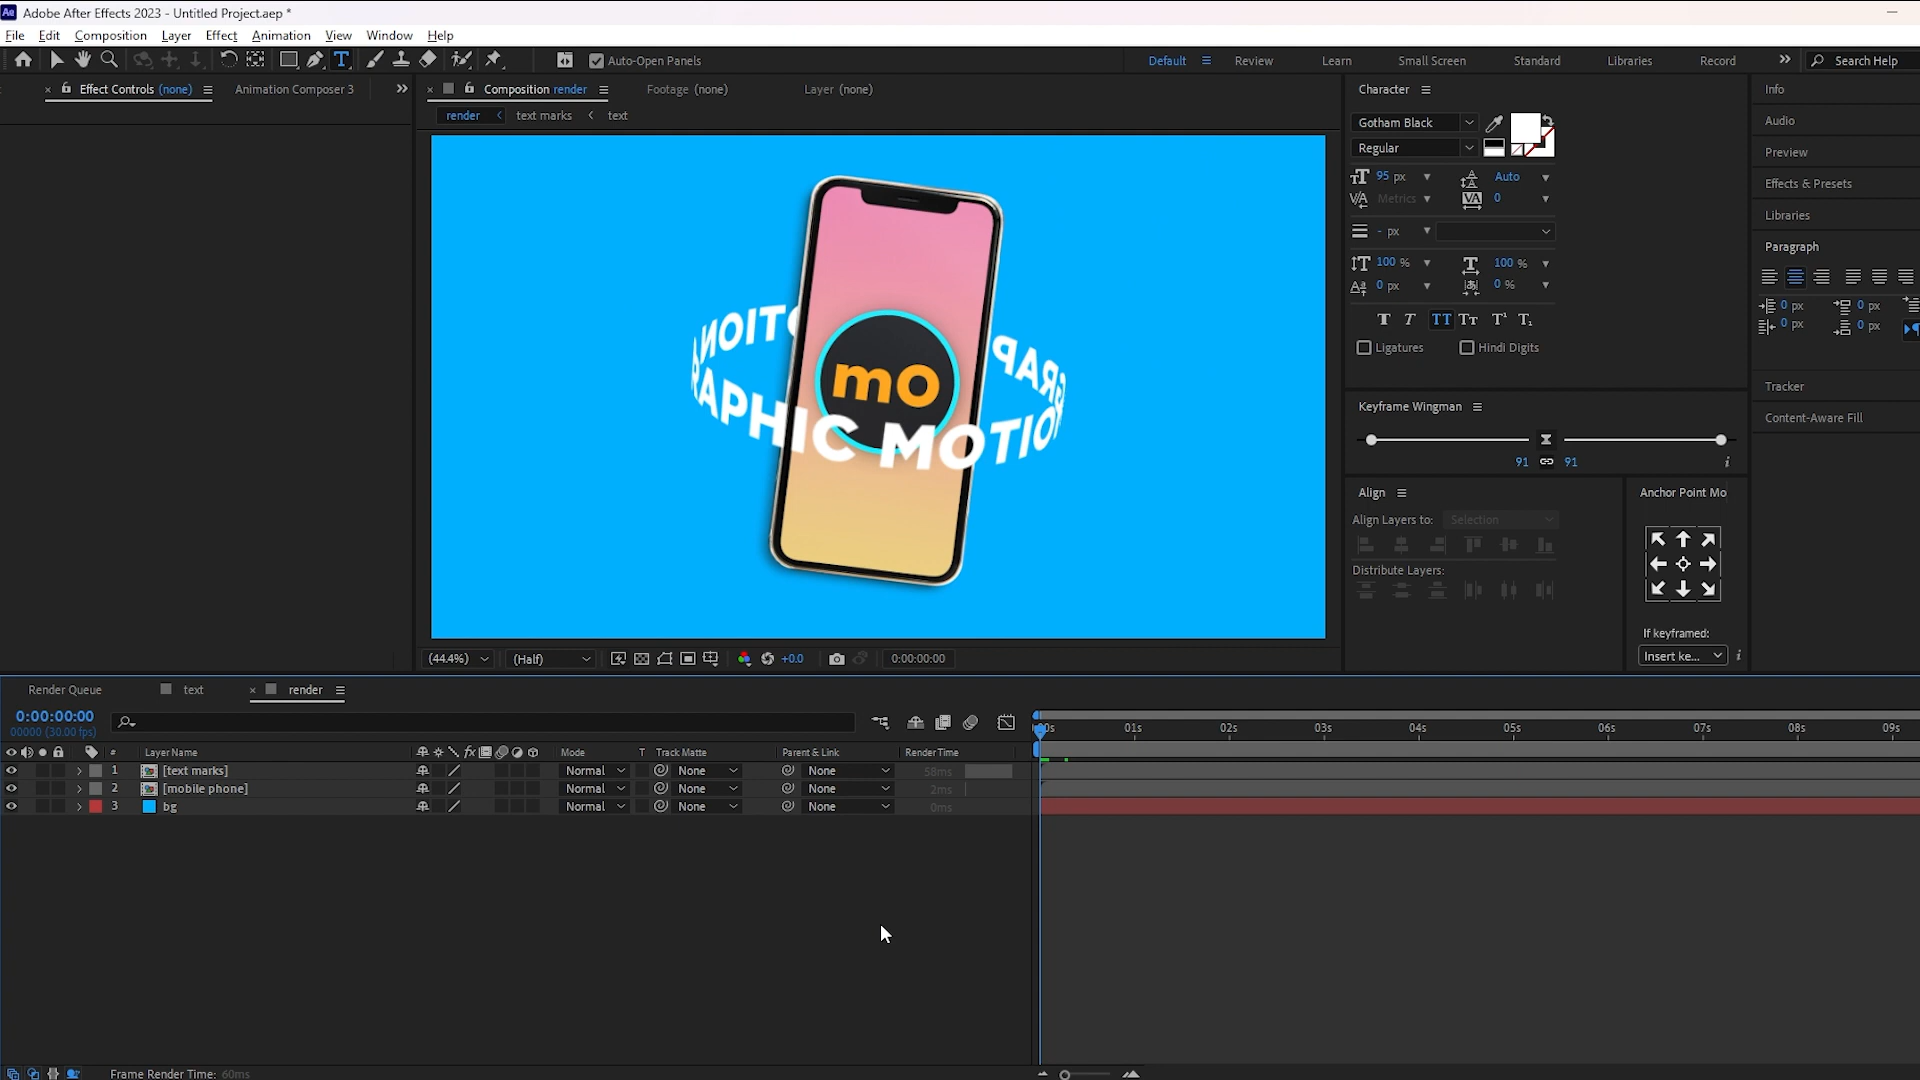 Adobe After Effects 2023 - Untitled Project.aep *
File Edit Composition Layer Effect Animation View Window Help
Auto-Open Panels Default Review Learn Small Screen Standard Libraries Record Search Help
Effect Controls (none) Animation Composer 3
Composition render Footage (none) Layer (none)
render text marks text
OTION
GRAP
mO
RAPHIC MOTION
(44.4%) (Half) +0.0 0:00:00:00
Character
Gotham Black
Regular
95 px Auto
Metrics 0
- px
100 % 100 %
0 px 0 %
Ligatures Hindi Digits
Keyframe Wingman
91 91
Align
Align Layers to: Selection
Distribute Layers:
Anchor Point Mo
If keyframed:
Insert ke...
Info
Audio
Preview
Effects & Presets
Libraries
Paragraph
0 px 0 px
0 px 0 px
Tracker
Content-Aware Fill
Render Queue text render
0:00:00:00
00000 (30.00 fps)
01s 02s 03s 04s 05s 06s 07s 08s 09s
# Layer Name Mode T Track Matte Parent & Link Render Time
1 [text marks] Normal None None 58ms
2 [mobile phone] Normal None None 2ms
3 bg Normal None None 0ms
Frame Render Time: 60ms